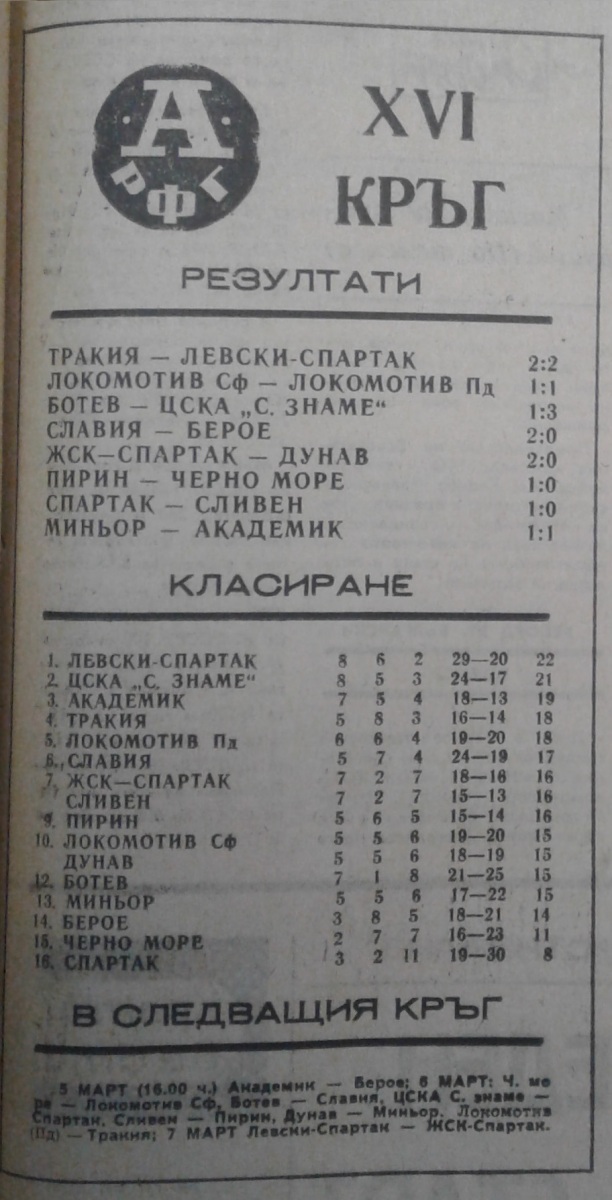 А
РФГ
XVI
КРЪГ
РЕЗУЛТАТИ
ТРАКИЯ — ЛЕВСКИ-СПАРТАК 2:2
ЛОКОМОТИВ Сф — ЛОКОМОТИВ Пд 1:1
БОТЕВ — ЦСКА „С. ЗНАМЕ“ 1:3
СЛАВИЯ — БЕРОЕ 2:0
ЖСК—СПАРТАК — ДУНАВ 2:0
ПИРИН — ЧЕРНО МОРЕ 1:0
СПАРТАК — СЛИВЕН 1:0
МИНЬОР — АКАДЕМИК 1:1
КЛАСИРАНЕ
1. ЛЕВСКИ-СПАРТАК 8 6 2 29—20 22
2. ЦСКА „С. ЗНАМЕ“ 8 5 3 24—17 21
3. АКАДЕМИК 7 5 4 18—13 19
4. ТРАКИЯ 5 8 3 16—14 18
5. ЛОКОМОТИВ Пд 6 6 4 19—20 18
6. СЛАВИЯ 5 7 4 24—19 17
7. ЖСК—СПАРТАК 7 2 7 18—16 16
СЛИВЕН 7 2 7 15—13 16
9. ПИРИН 5 6 5 15—14 16
10. ЛОКОМОТИВ Сф 5 5 6 19—20 15
ДУНАВ 5 5 6 18—19 15
12. БОТЕВ 7 1 8 21—25 15
13. МИНЬОР 5 5 6 17—22 15
14. БЕРОЕ 3 8 5 18—21 14
15. ЧЕРНО МОРЕ 2 7 7 16—23 11
16. СПАРТАК 3 2 11 19—30 8
В СЛЕДВАЩИЯ КРЪГ
5 МАРТ (16.00 ч.) Академик — Берое; 6 МАРТ: Ч. мо
ре — Локомотив Сф, Ботев — Славия, ЦСКА С. знаме —
Спартак, Сливен — Пирин, Дунав — Миньор. Локомотив
(Пд) — Тракия; 7 МАРТ Левски-Спартак — ЖСК-Спартак.